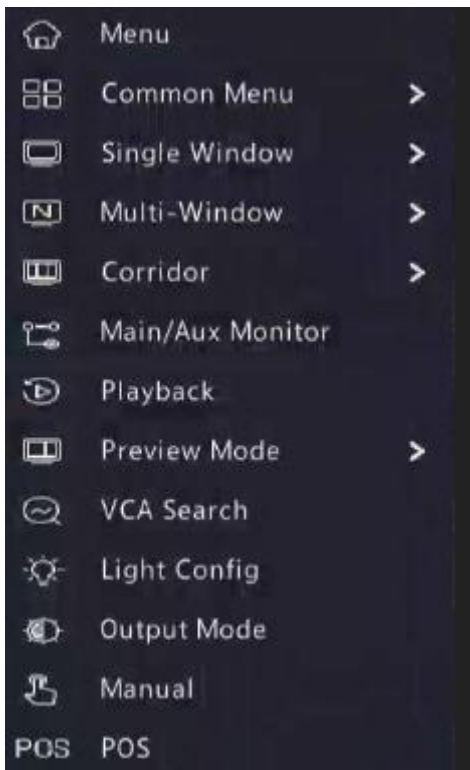 Menu
Common Menu
Single Window
N Multi-Window
Corridor
Main/Aux Monitor
Playback
Preview Mode
VCA Search
Light Config
Output Mode
Manual
POS POS